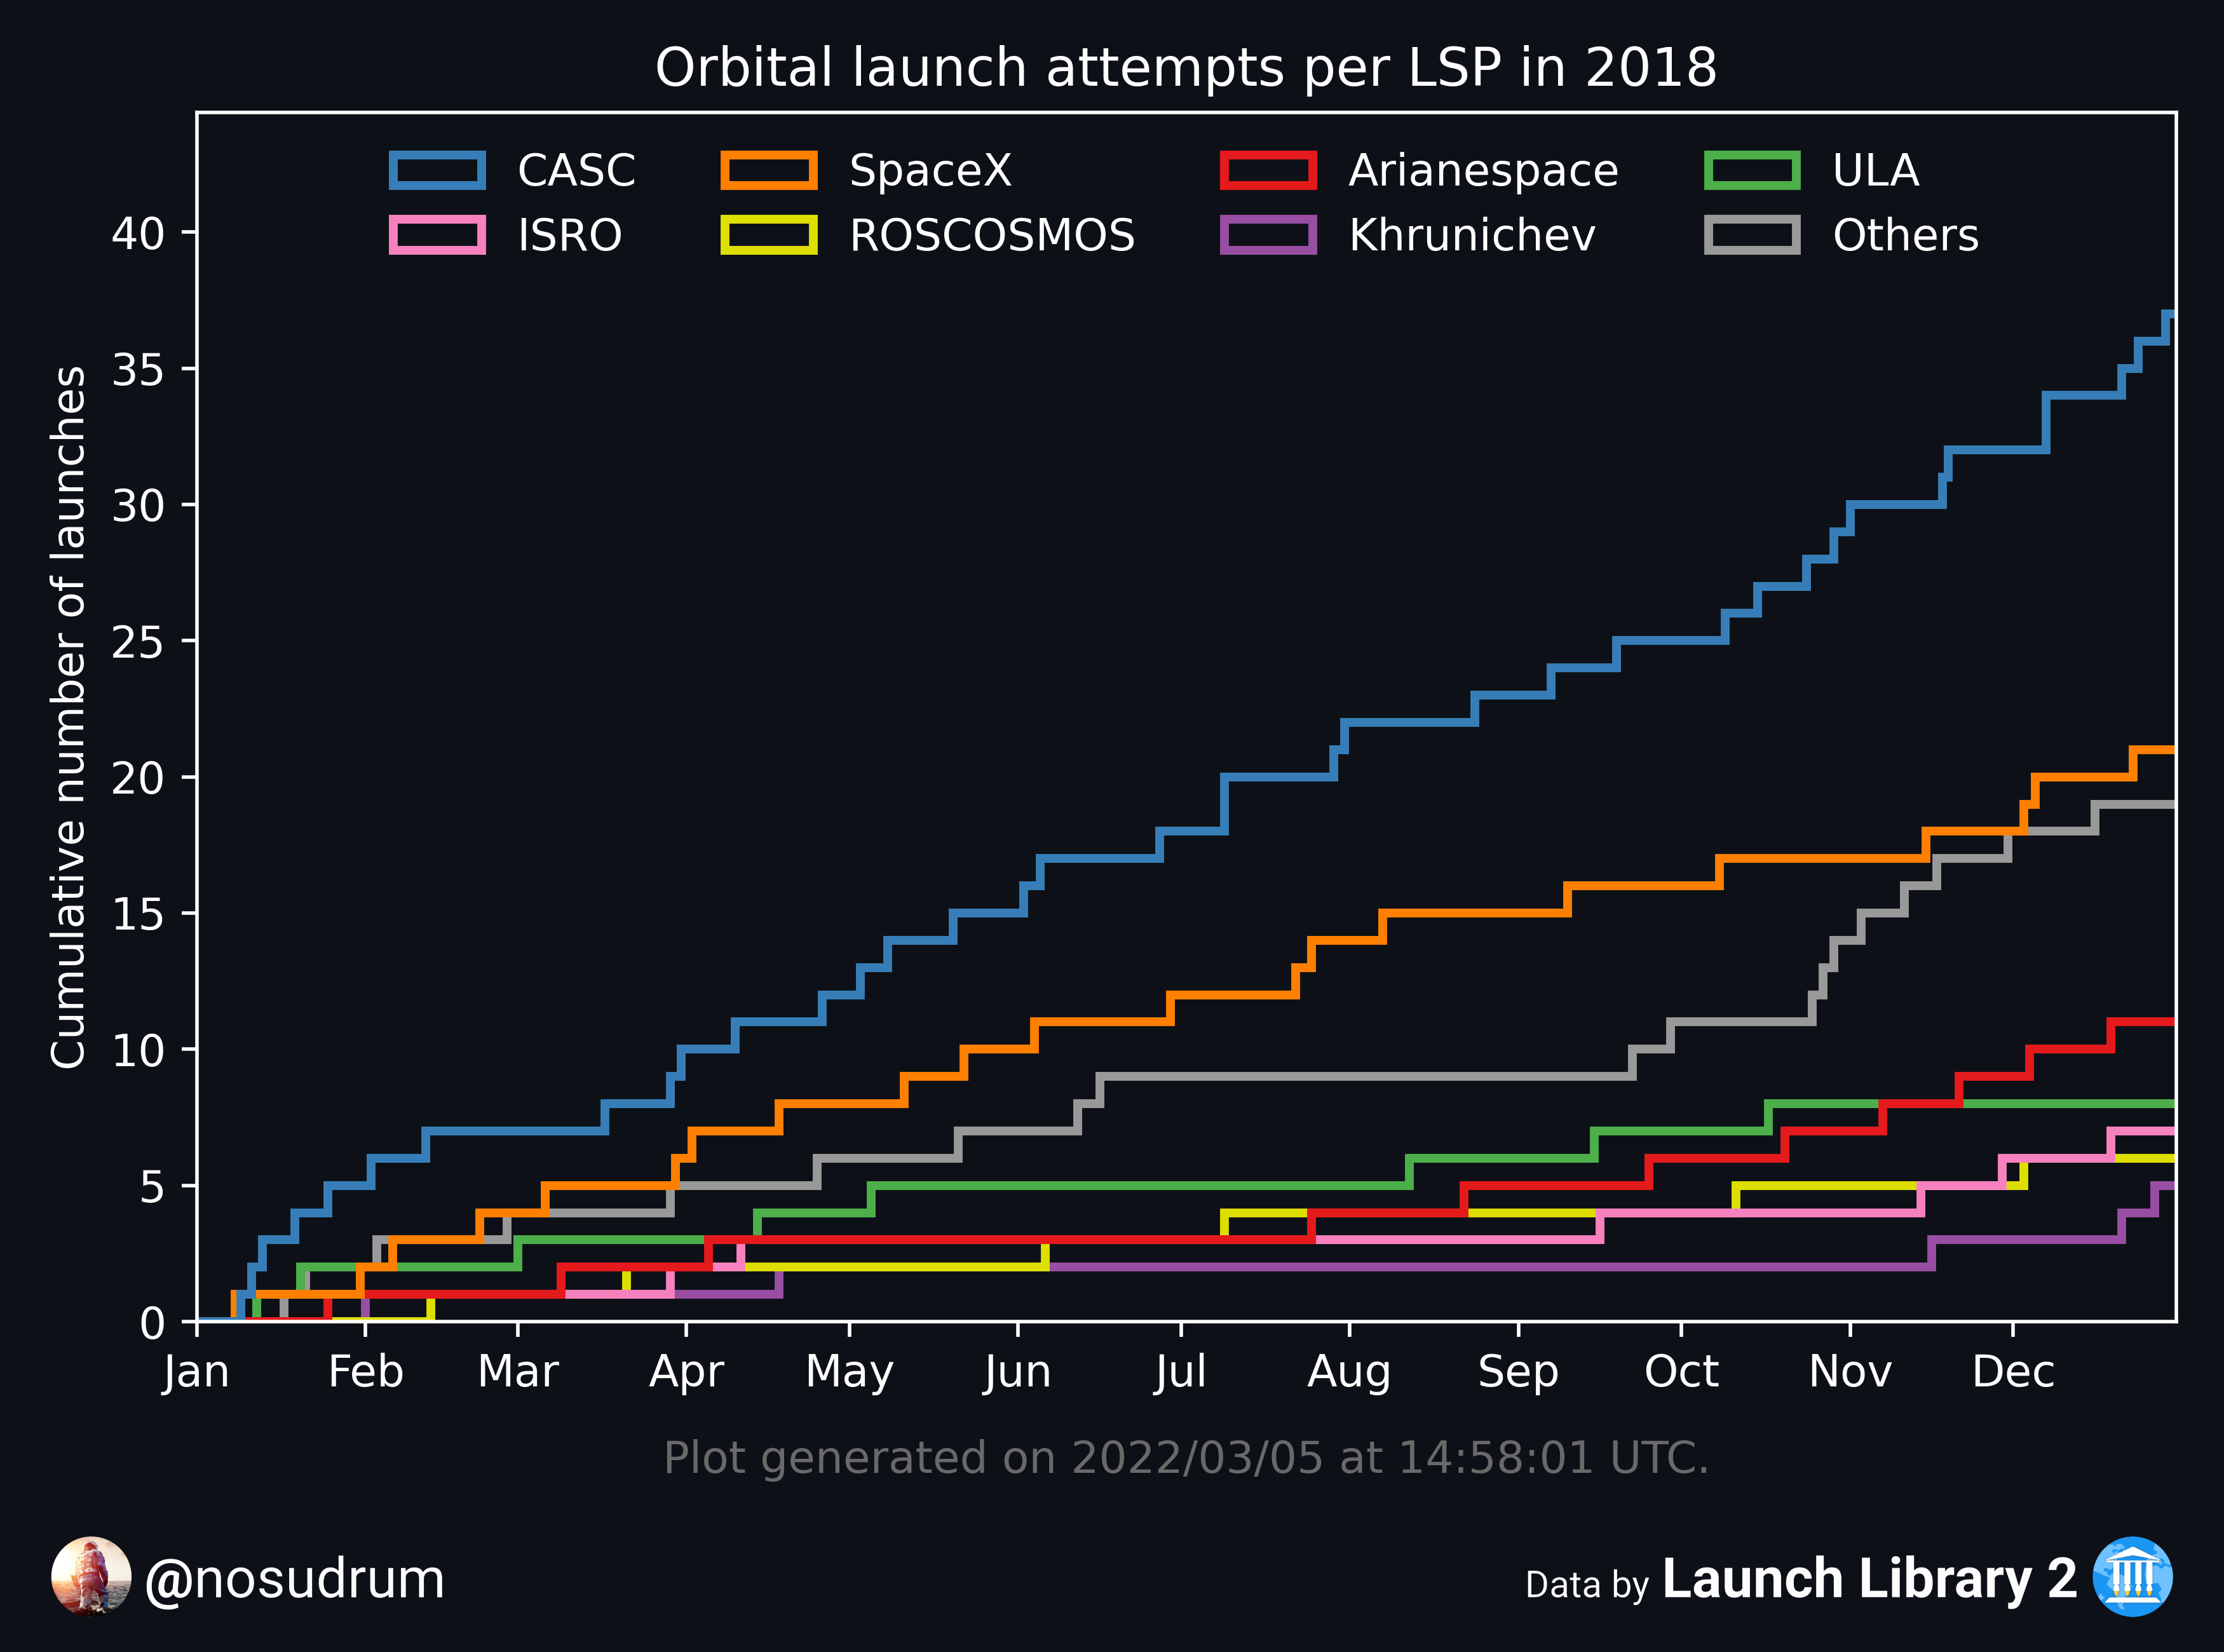 Orbital launch attempts per LSP in 2018
CASC SpaceX Arianespace ULA
ISRO ROSCOSMOS Khrunichev Others
Cumulative number of launches
40
35
30
25
20
15
10
5
0
Jan Feb Mar Apr May Jun Jul Aug Sep Oct Nov Dec
Plot generated on 2022/03/05 at 14:58:01 UTC.
@nosudrum
Data by Launch Library 2